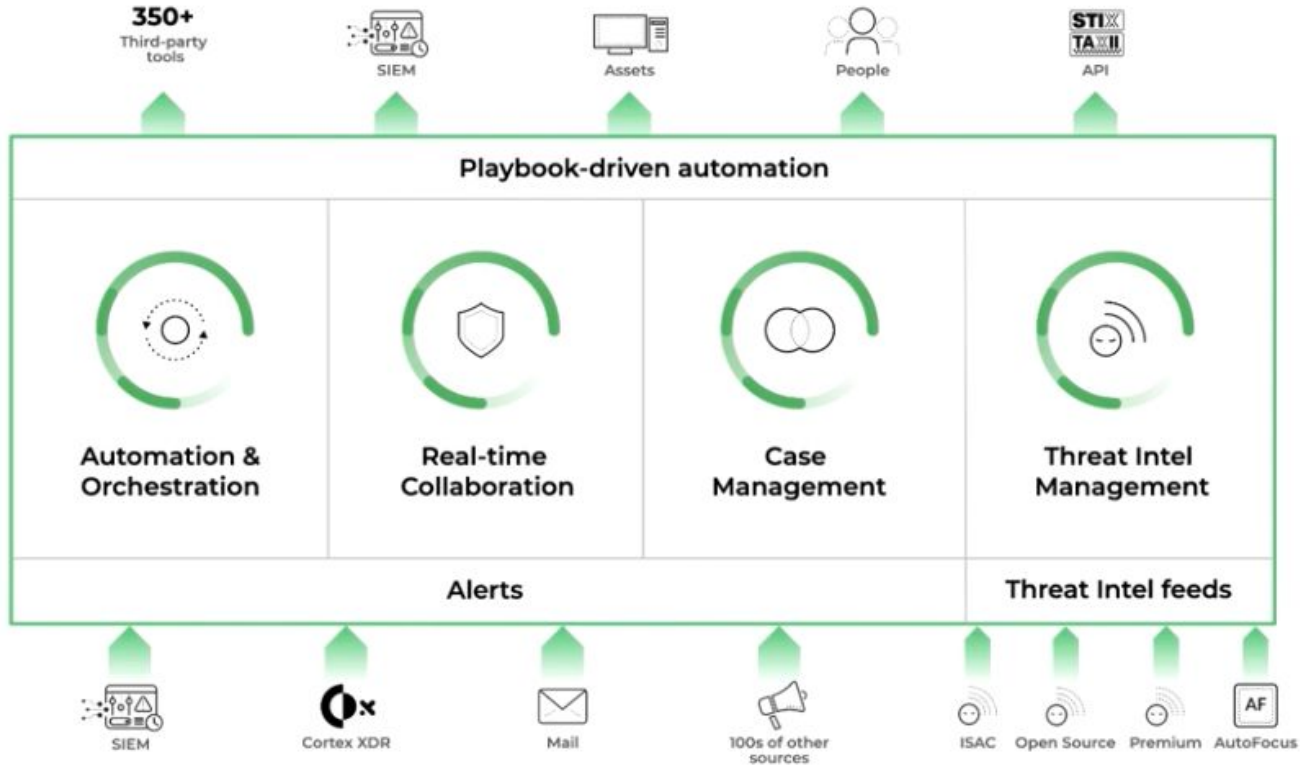 350+
Third-party
tools
SIEM
Assets
People
STIX
TAXII
API
Playbook-driven automation
Automation &
Orchestration
Real-time
Collaboration
Case
Management
Threat Intel
Management
Alerts
Threat Intel feeds
SIEM
Cortex XDR
Mail
100s of other
sources
ISAC
Open Source
Premium
AF
AutoFocus